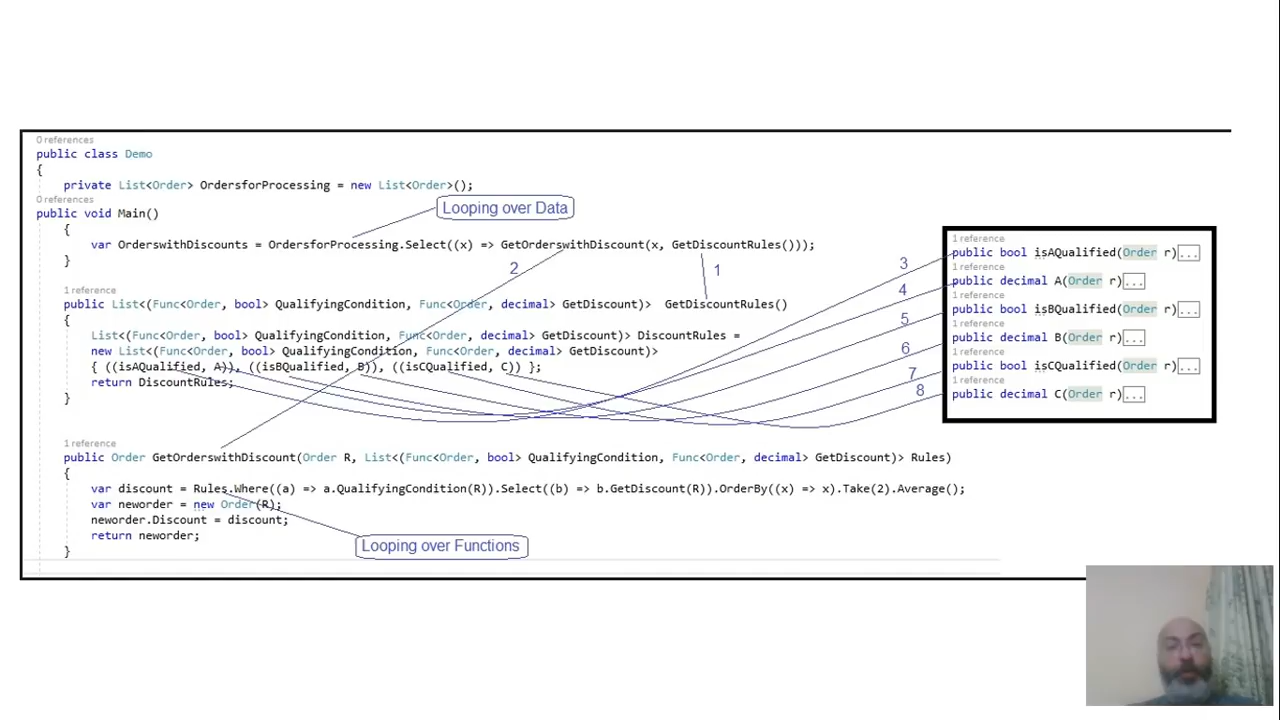 0 references
public class Demo
{
private List<Order> OrdersforProcessing = new List<Order>();
0 references
public void Main()
Looping over Data
{
var OrderswithDiscounts = OrdersforProcessing.Select((x) => GetOrderswithDiscount(x, GetDiscountRules()));
}
2
1
1 reference
public List<(Func<Order, bool> QualifyingCondition, Func<Order, decimal> GetDiscount)> GetDiscountRules()
{
List<(Func<Order, bool> QualifyingCondition, Func<Order, decimal> GetDiscount)> DiscountRules =
new List<(Func<Order, bool> QualifyingCondition, Func<Order, decimal> GetDiscount)>
{ ((isAQualified, A)), ((isBQualified, B)), ((isCQualified, C)) };
return DiscountRules;
}
3
4
5
6
7
8
1 reference
public bool isAQualified(Order r)...
1 reference
public decimal A(Order r)...
1 reference
public bool isBQualified(Order r)...
1 reference
public decimal B(Order r)...
1 reference
public bool isCQualified(Order r)...
1 reference
public decimal C(Order r)...
1 reference
public Order GetOrderswithDiscount(Order R, List<(Func<Order, bool> QualifyingCondition, Func<Order, decimal> GetDiscount)> Rules)
{
var discount = Rules.Where((a) => a.QualifyingCondition(R)).Select((b) => b.GetDiscount(R)).OrderBy((x) => x).Take(2).Average();
var neworder = new Order(R);
neworder.Discount = discount;
return neworder;
}
Looping over Functions